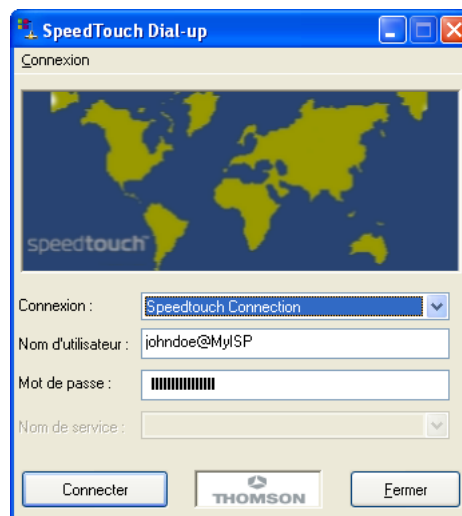 SpeedTouch Dial-up
Connexion
speedtouch™
Connexion :
Speedtouch Connection
Nom d'utilisateur :
johndoe@MyISP
Mot de passe :
Nom de service :
Connecter
THOMSON
Fermer